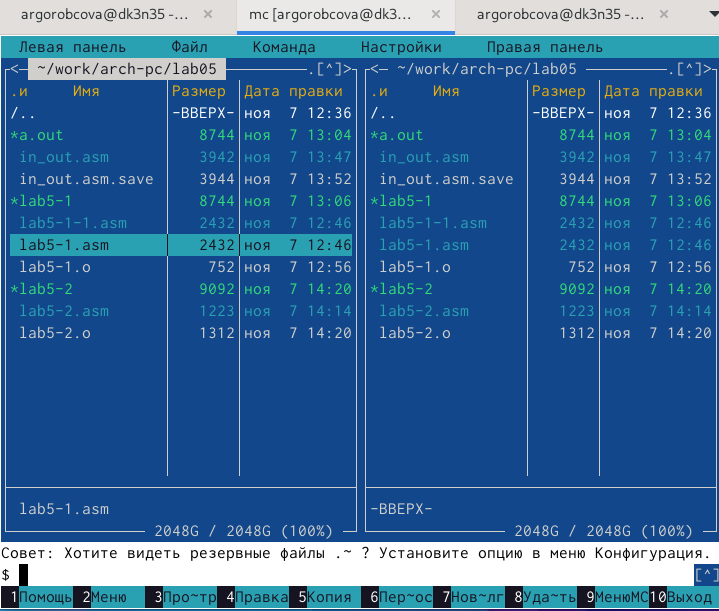 argorobcova@dk3n35 -... × mc [argorobcova@dk3... × argorobcova@dk3n35 -... ×
Левая панель Файл Команда Настройки Правая панель
<─ ~/work/arch-pc/lab05 ─.[^]> <─ ~/work/arch-pc/lab05 ─.[^]>
.и Имя Размер Дата правки .и Имя Размер Дата правки
/.. -ВВЕРХ- ноя 7 12:36 /.. -ВВЕРХ- ноя 7 12:36
*a.out 8744 ноя 7 13:04 *a.out 8744 ноя 7 13:04
in_out.asm 3942 ноя 7 13:47 in_out.asm 3942 ноя 7 13:47
in_out.asm.save 3944 ноя 7 13:52 in_out.asm.save 3944 ноя 7 13:52
*lab5-1 8744 ноя 7 13:06 *lab5-1 8744 ноя 7 13:06
lab5-1-1.asm 2432 ноя 7 12:46 lab5-1-1.asm 2432 ноя 7 12:46
lab5-1.asm 2432 ноя 7 12:46 lab5-1.asm 2432 ноя 7 12:46
lab5-1.o 752 ноя 7 12:56 lab5-1.o 752 ноя 7 12:56
*lab5-2 9092 ноя 7 14:20 *lab5-2 9092 ноя 7 14:20
lab5-2.asm 1223 ноя 7 14:14 lab5-2.asm 1223 ноя 7 14:14
lab5-2.o 1312 ноя 7 14:20 lab5-2.o 1312 ноя 7 14:20
lab5-1.asm -ВВЕРХ-
2048G / 2048G (100%) 2048G / 2048G (100%)
Совет: Хотите видеть резервные файлы .~ ? Установите опцию в меню Конфигурация.
$ [^]
1Помощь 2Меню 3Про~тр 4Правка 5Копия 6Пер~ос 7Нов~лг 8Уда~ть 9МенюMC 10Выход